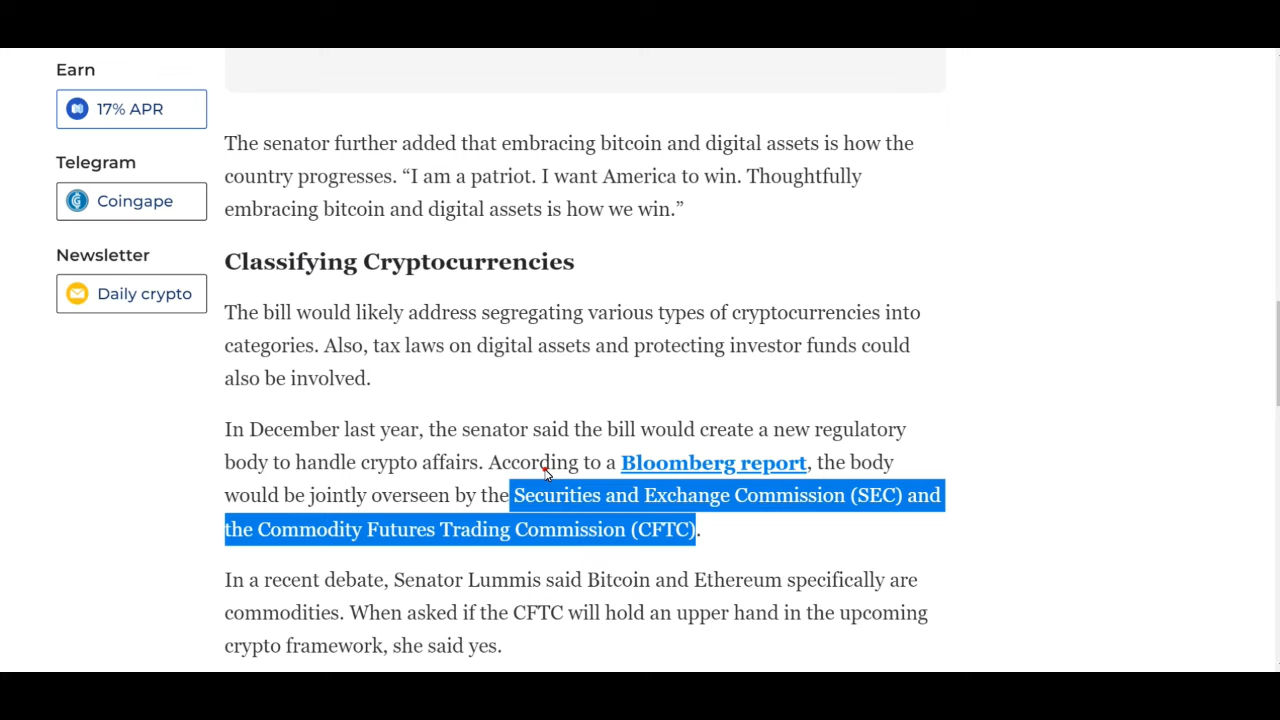 Earn
17% APR
Telegram
Coingape
Newsletter
Daily crypto
The senator further added that embracing bitcoin and digital assets is how the
country progresses. “I am a patriot. I want America to win. Thoughtfully
embracing bitcoin and digital assets is how we win.”
Classifying Cryptocurrencies
The bill would likely address segregating various types of cryptocurrencies into
categories. Also, tax laws on digital assets and protecting investor funds could
also be involved.
In December last year, the senator said the bill would create a new regulatory
body to handle crypto affairs. According to a Bloomberg report, the body
would be jointly overseen by the Securities and Exchange Commission (SEC) and
the Commodity Futures Trading Commission (CFTC).
In a recent debate, Senator Lummis said Bitcoin and Ethereum specifically are
commodities. When asked if the CFTC will hold an upper hand in the upcoming
crypto framework, she said yes.